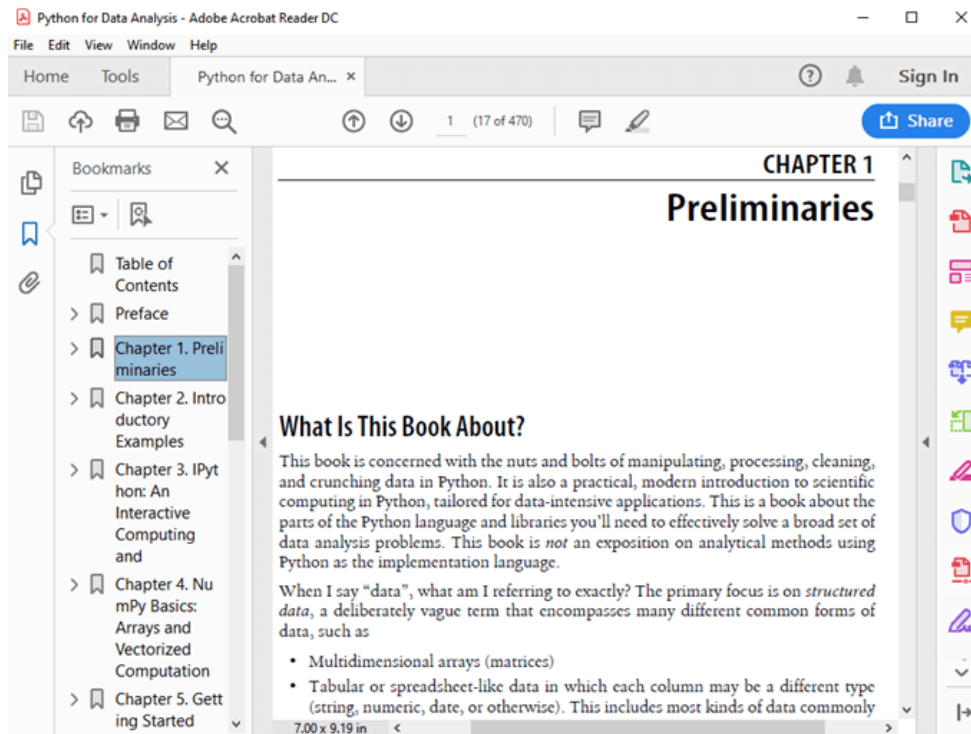 Python for Data Analysis - Adobe Acrobat Reader DC
File Edit View Window Help
Home Tools Python for Data An... × Sign In
1 (17 of 470) Share
Bookmarks
Table of
Contents
Preface
Chapter 1. Preli
minaries
Chapter 2. Intro
ductory
Examples
Chapter 3. IPyt
hon: An
Interactive
Computing
and
Chapter 4. Nu
mPy Basics:
Arrays and
Vectorized
Computation
Chapter 5. Gett
ing Started
CHAPTER 1
Preliminaries
What Is This Book About?
This book is concerned with the nuts and bolts of manipulating, processing, cleaning,
and crunching data in Python. It is also a practical, modern introduction to scientific
computing in Python, tailored for data-intensive applications. This is a book about the
parts of the Python language and libraries you’ll need to effectively solve a broad set of
data analysis problems. This book is not an exposition on analytical methods using
Python as the implementation language.
When I say “data”, what am I referring to exactly? The primary focus is on structured
data, a deliberately vague term that encompasses many different common forms of
data, such as
• Multidimensional arrays (matrices)
• Tabular or spreadsheet-like data in which each column may be a different type
(string, numeric, date, or otherwise). This includes most kinds of data commonly
7.00 x 9.19 in